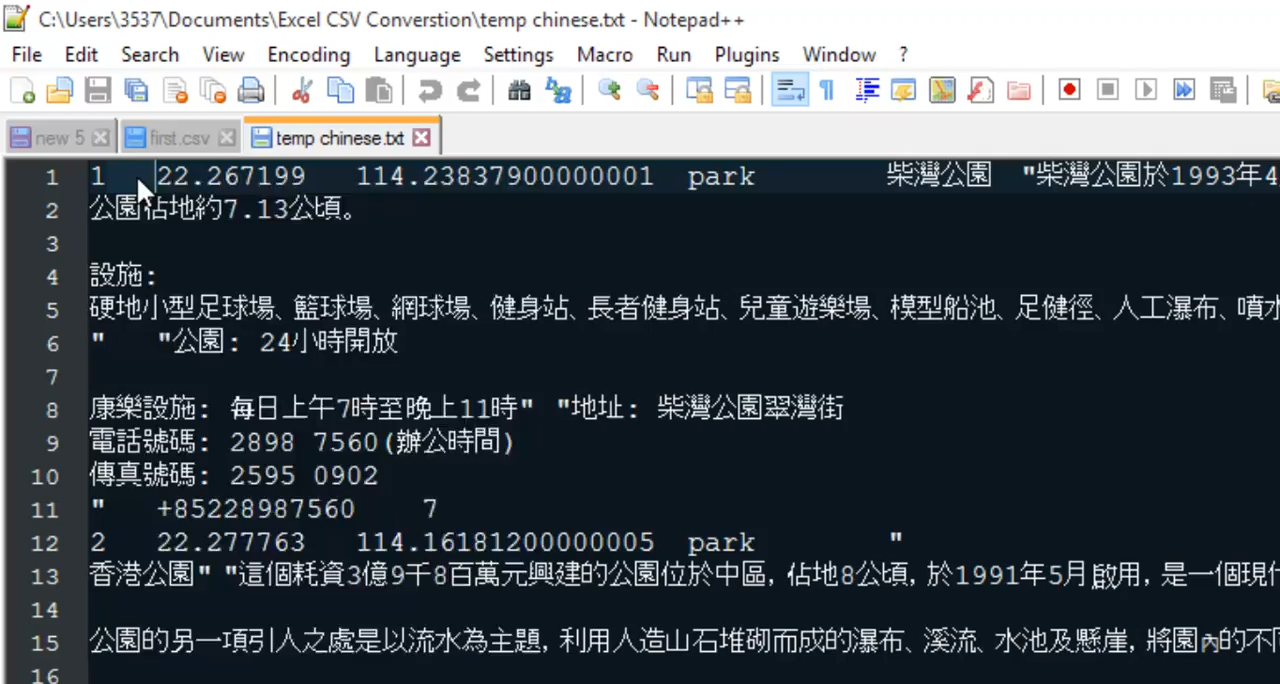 C:\Users\3537\Documents\Excel CSV Converstion\temp chinese.txt - Notepad++
File Edit Search View Encoding Language Settings Macro Run Plugins Window ?
new 5 first.csv temp chinese.txt
1 1 22.267199 114.23837900000001 park 柴灣公園 "柴灣公園於1993年4
2 公園佔地約7.13公頃。
3
4 設施:
5 硬地小型足球場、籃球場、網球場、健身站、長者健身站、兒童遊樂場、模型船池、足健徑、人工瀑布、噴水
6 " "公園: 24小時開放
7
8 康樂設施: 每日上午7時至晚上11時" "地址: 柴灣公園翠灣街
9 電話號碼: 2898 7560(辦公時間)
10 傳真號碼: 2595 0902
11 " +85228987560 7
12 2 22.277763 114.16181200000005 park "
13 香港公園" "這個耗資3億9千8百萬元興建的公園位於中區, 佔地8公頃, 於1991年5月啟用, 是一個現代
14
15 公園的另一項引人之處是以流水為主題, 利用人造山石堆砌而成的瀑布、溪流、水池及懸崖, 將園內的不同
16